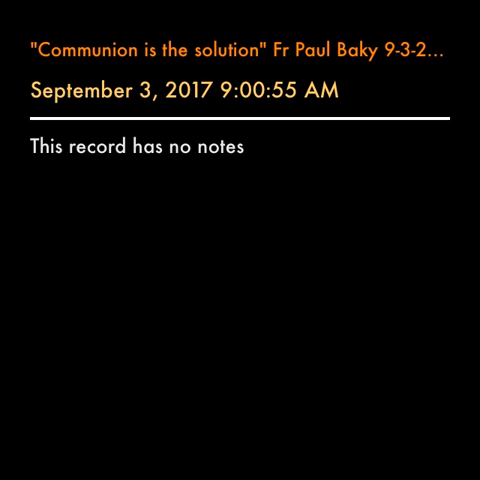 "Communion is the solution" Fr Paul Baky 9-3-2...
September 3, 2017 9:00:55 AM
This record has no notes